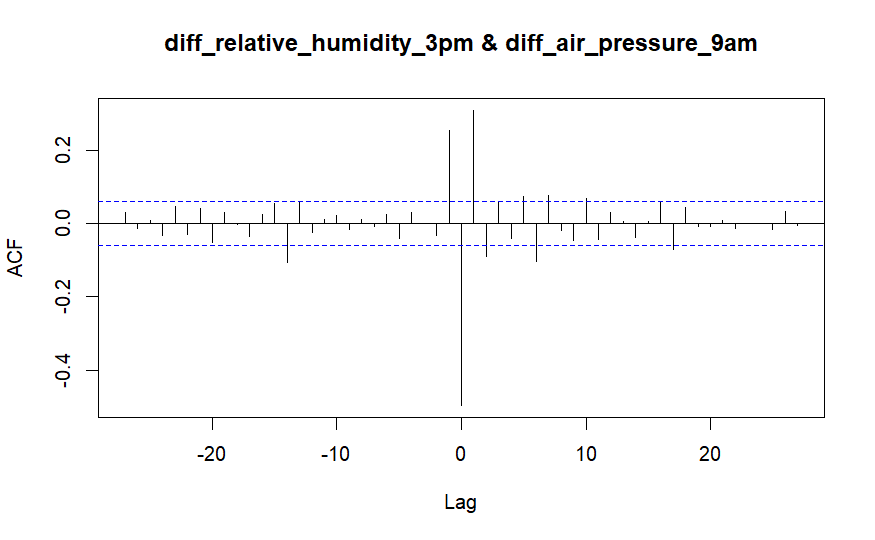 diff_relative_humidity_3pm & diff_air_pressure_9am
ACF
0.2
0.0
-0.2
-0.4
-20 -10 0 10 20
Lag